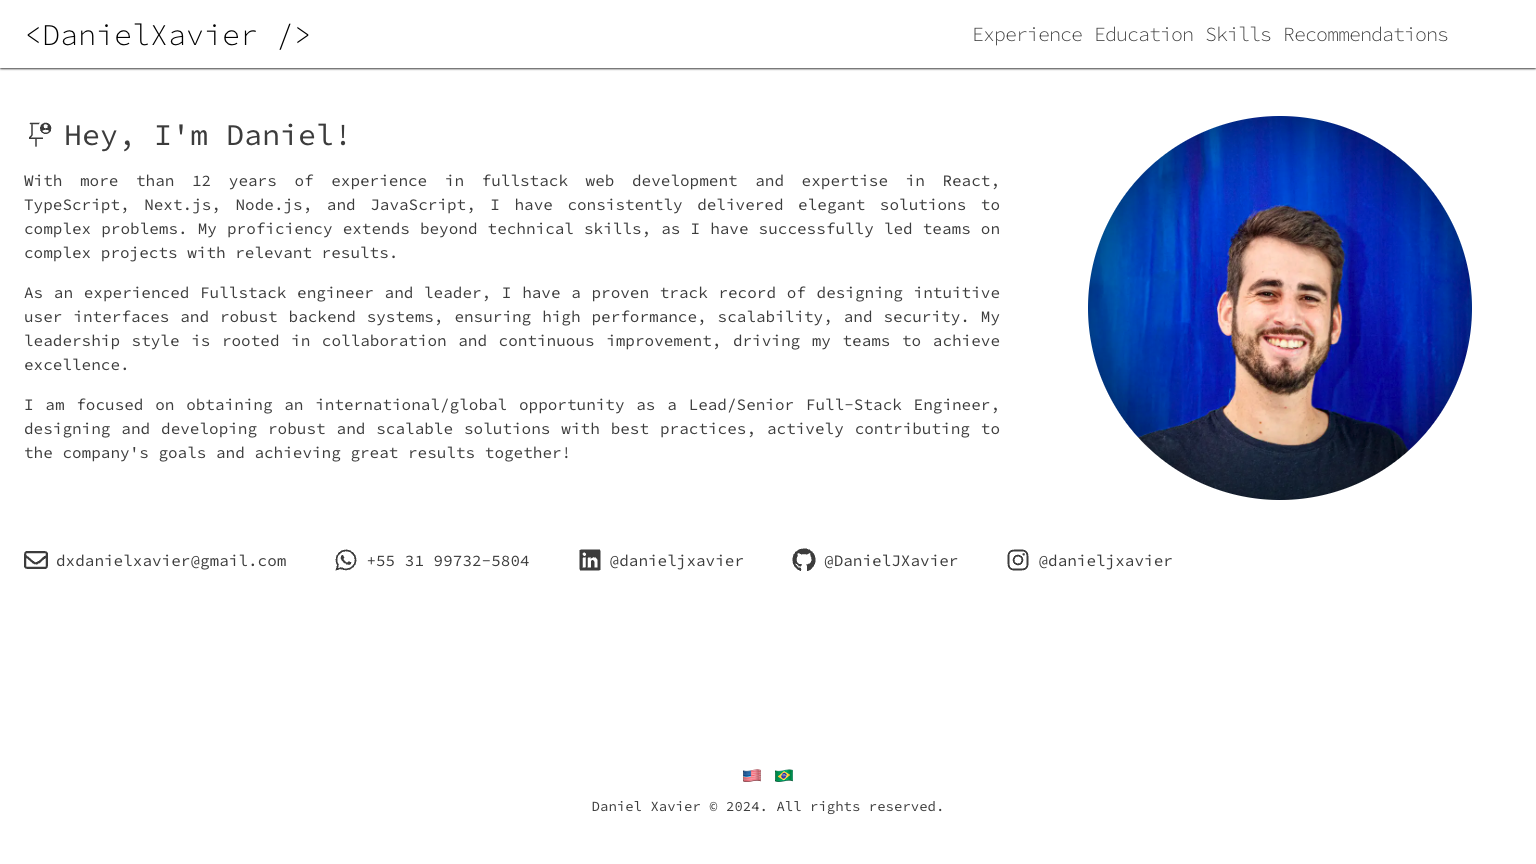 <DanielXavier />
Experience Education Skills Recommendations
Hey, I'm Daniel!
With more than 12 years of experience in fullstack web development and expertise in React,
TypeScript, Next.js, Node.js, and JavaScript, I have consistently delivered elegant solutions to
complex problems. My proficiency extends beyond technical skills, as I have successfully led teams on
complex projects with relevant results.
As an experienced Fullstack engineer and leader, I have a proven track record of designing intuitive
user interfaces and robust backend systems, ensuring high performance, scalability, and security. My
leadership style is rooted in collaboration and continuous improvement, driving my teams to achieve
excellence.
I am focused on obtaining an international/global opportunity as a Lead/Senior Full-Stack Engineer,
designing and developing robust and scalable solutions with best practices, actively contributing to
the company's goals and achieving great results together!
dxdanielxavier@gmail.com +55 31 99732-5804 @danieljxavier @DanielJXavier @danieljxavier
Daniel Xavier © 2024. All rights reserved.